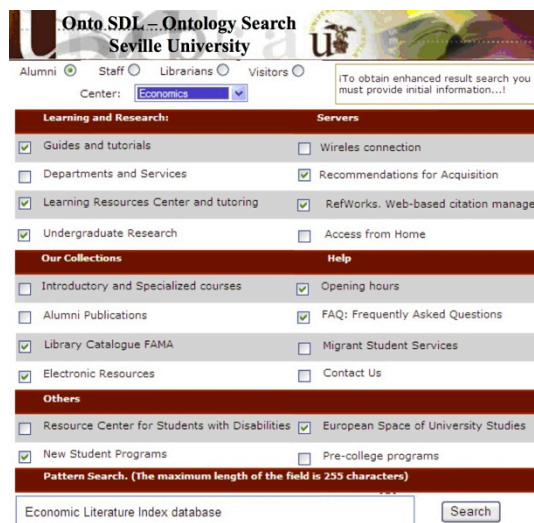 Onto SDL – Ontology Search
Seville University
Alumni Staff Librarians Visitors
Center: Economics
¡To obtain enhanced result search you
must provide initial information...!
Learning and Research: Servers
Guides and tutorials Wireles connection
Departments and Services Recommendations for Acquisition
Learning Resources Center and tutoring RefWorks. Web-based citation manage
Undergraduate Research Access from Home
Our Collections Help
Introductory and Specialized courses Opening hours
Alumni Publications FAQ: Frequently Asked Questions
Library Catalogue FAMA Migrant Student Services
Electronic Resources Contact Us
Others
Resource Center for Students with Disabilities European Space of University Studies
New Student Programs Pre-college programs
Pattern Search. (The maximum length of the field is 255 characters)
Economic Literature Index database Search